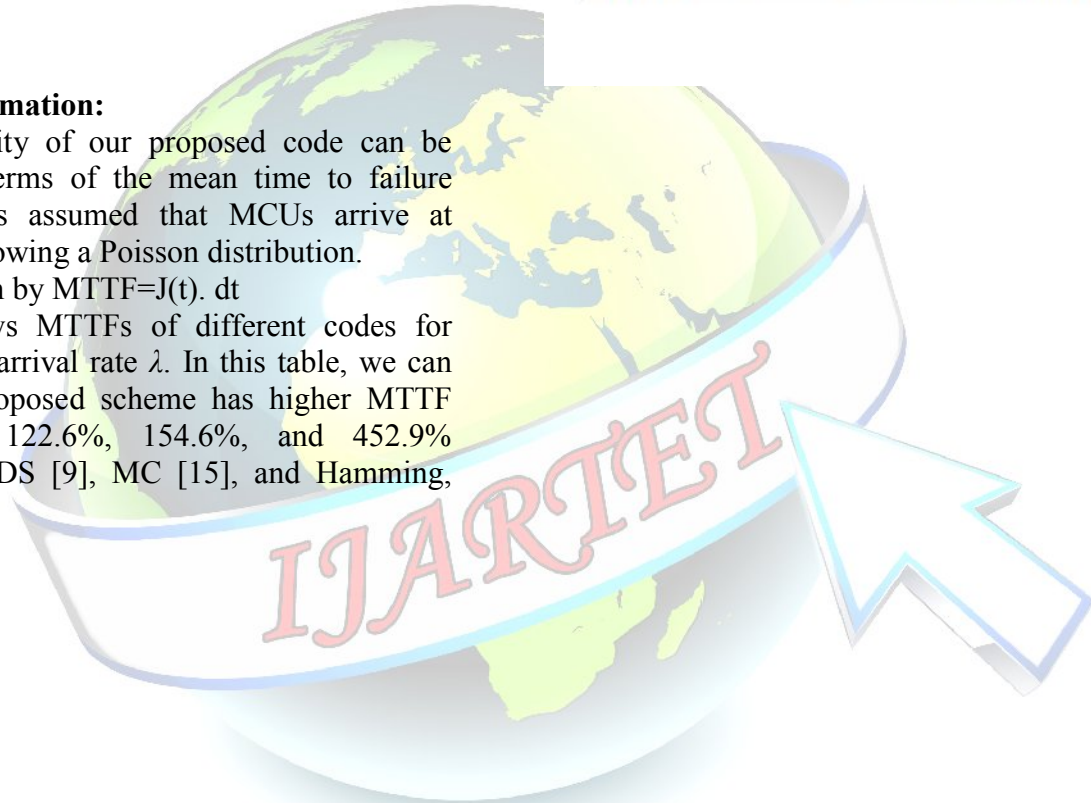 mation:
ity of our proposed code can be
erms of the mean time to failure
s assumed that MCUs arrive at
owing a Poisson distribution.
n by MTTF=J(t). dt
vs MTTFs of different codes for
arrival rate λ. In this table, we can
oposed scheme has higher MTTF
122.6%, 154.6%, and 452.9%
DS [9], MC [15], and Hamming,
IJARTET